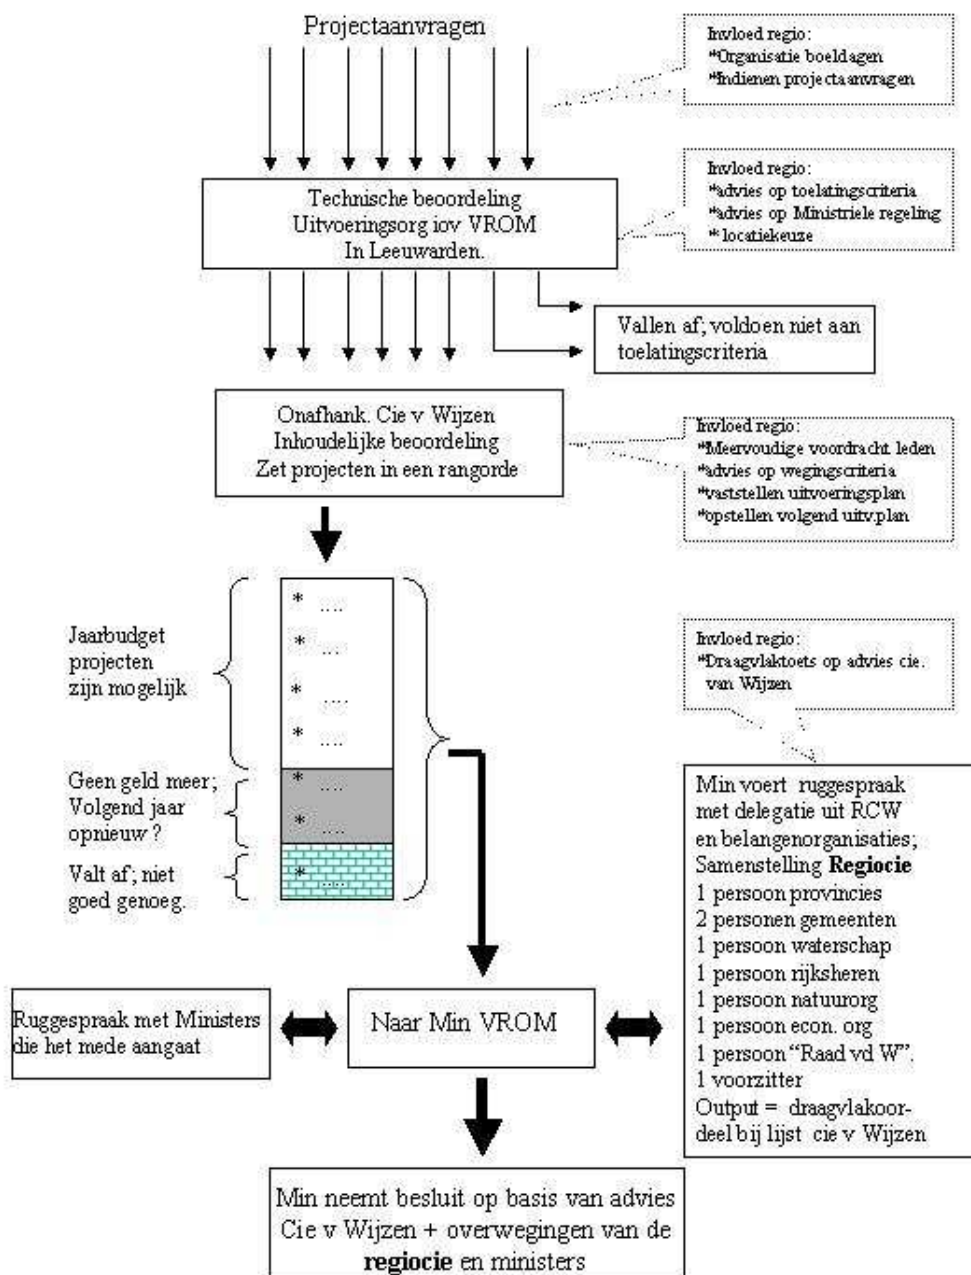 Projectaanvragen
Invloed regio:
*Organisatie boeldagen
*Indienen projectaanvragen
Technische beoordeling
Uitvoeringsorg iov VROM
In Leeuwarden.
Invloed regio:
*advies op toelatingscriteria
*advies op Ministriele regeling
* locatiekeuze
Vallen af; voldoen niet aan
toelatingscriteria
Onafhank. Cie v Wijzen
Inhoudelijke beoordeling
Zet projecten in een rangorde
Invloed regio:
*Meervoudige voordracht leden
*advies op wegingscriteria
*vaststellen uitvoeringsplan
*opstellen volgend uitv.plan
Jaarbudget
projecten
zijn mogelijk
* ....
* ....
* ....
* ....
Geen geld meer;
Volgend jaar
opnieuw ?
* ....
* ....
Valt af; niet
goed genoeg.
* ....
Invloed regio:
*Draagvlaktoets op advies cie.
van Wijzen
Min voert ruggespraak
met delegatie uit RCW
en belangenorganisaties;
Samenstelling Regiocie
1 persoon provincies
2 personen gemeenten
1 persoon waterschap
1 persoon rijksheren
1 persoon natuurorg
1 persoon econ. org
1 persoon “Raad vd W”.
1 voorzitter
Output = draagvlakoor-
deel bij lijst cie v Wijzen
Ruggespraak met Ministers
die het mede aangaat
Naar Min VROM
Min neemt besluit op basis van advies
Cie v Wijzen + overwegingen van de
regiocie en ministers